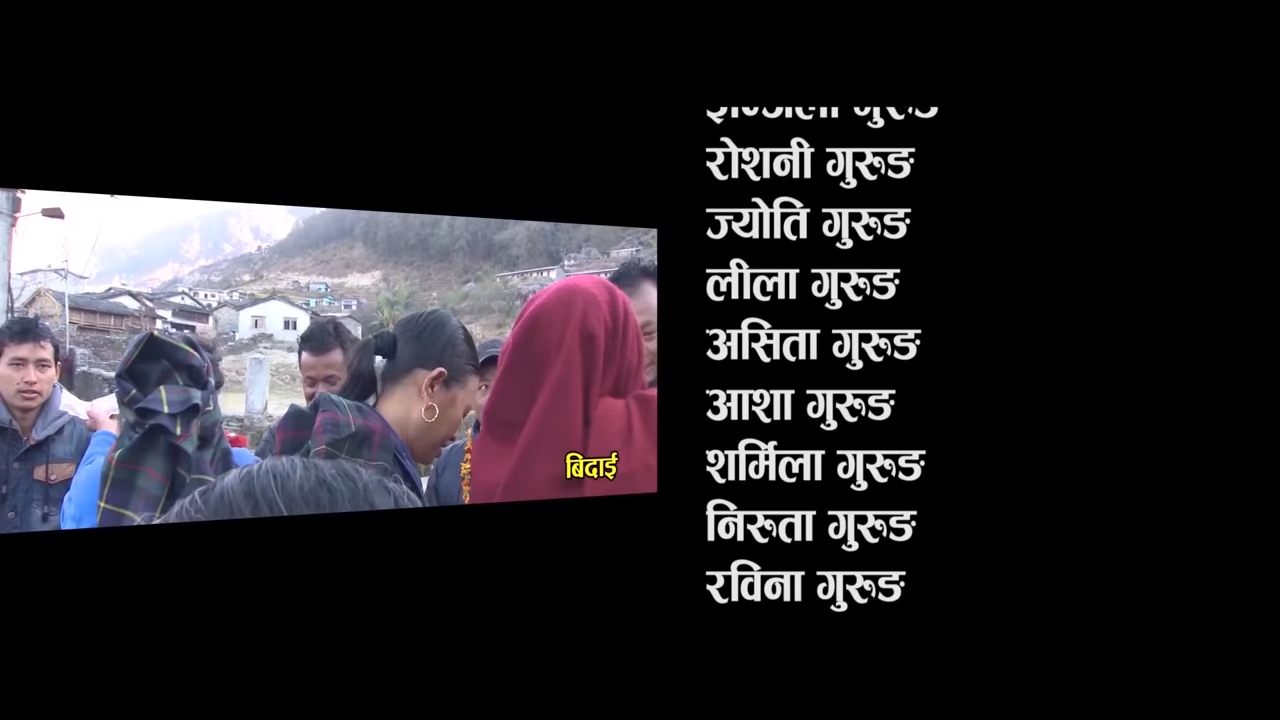 गुरुङ
रोशनी गुरुङ
ज्योति गुरुङ
लीला गुरुङ
असिता गुरुङ
आशा गुरुङ
शर्मिला गुरुङ
निरुता गुरुङ
रविना गुरुङ
बिदाई